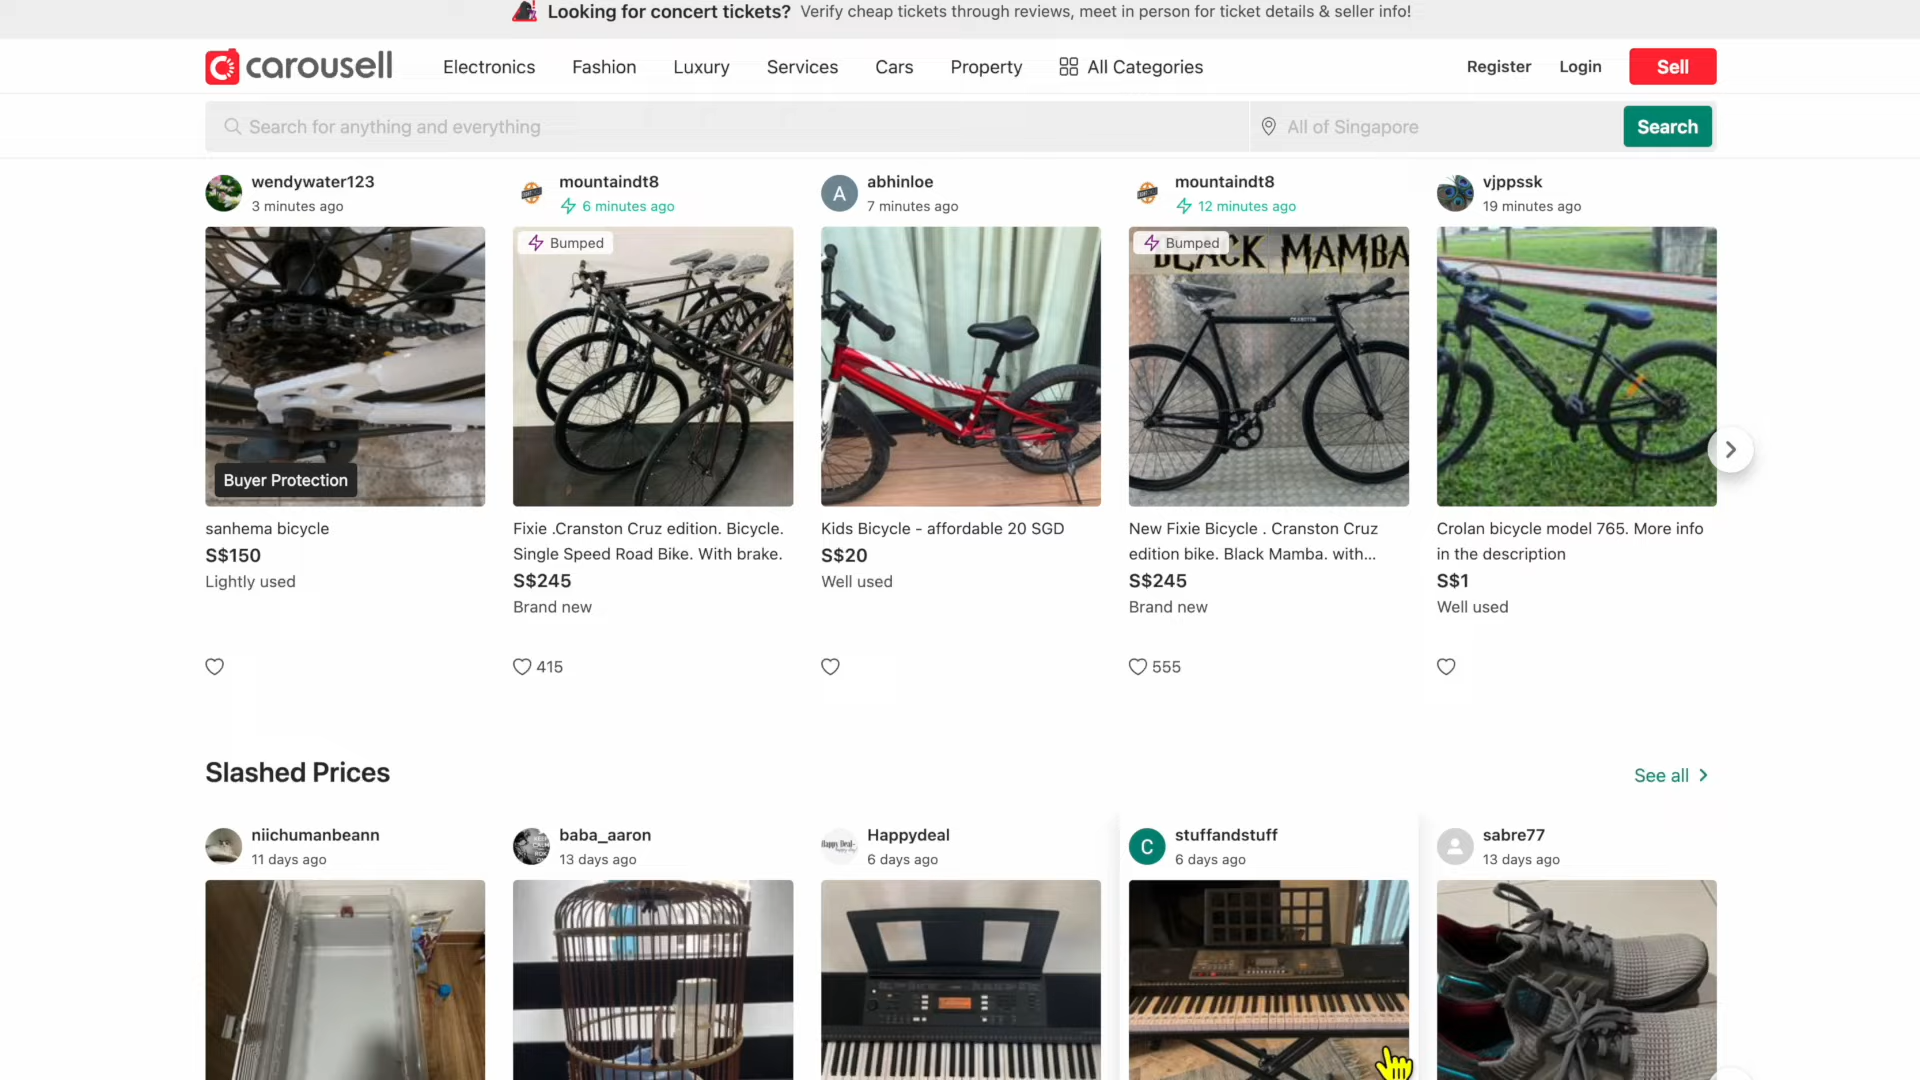 Looking for concert tickets? Verify cheap tickets through reviews, meet in person for ticket details & seller info!
carousell Electronics Fashion Luxury Services Cars Property All Categories Register Login Sell
Search for anything and everything All of Singapore Search
wendywater123
3 minutes ago
Buyer Protection
sanhema bicycle
S$150
Lightly used
mountaindt8
6 minutes ago
Bumped
Fixie .Cranston Cruz edition. Bicycle.
Single Speed Road Bike. With brake.
S$245
Brand new
415
A
abhinloe
7 minutes ago
Kids Bicycle - affordable 20 SGD
S$20
Well used
mountaindt8
12 minutes ago
Bumped
BLACK MAMBA
CRANSTON
New Fixie Bicycle . Cranston Cruz
edition bike. Black Mamba. with...
S$245
Brand new
555
vjppssk
19 minutes ago
Crolan bicycle model 765. More info
in the description
S$1
Well used
Slashed Prices See all
niichumanbeann
11 days ago
baba_aaron
13 days ago
Happy Deal
Happydeal
6 days ago
C
stuffandstuff
6 days ago
sabre77
13 days ago